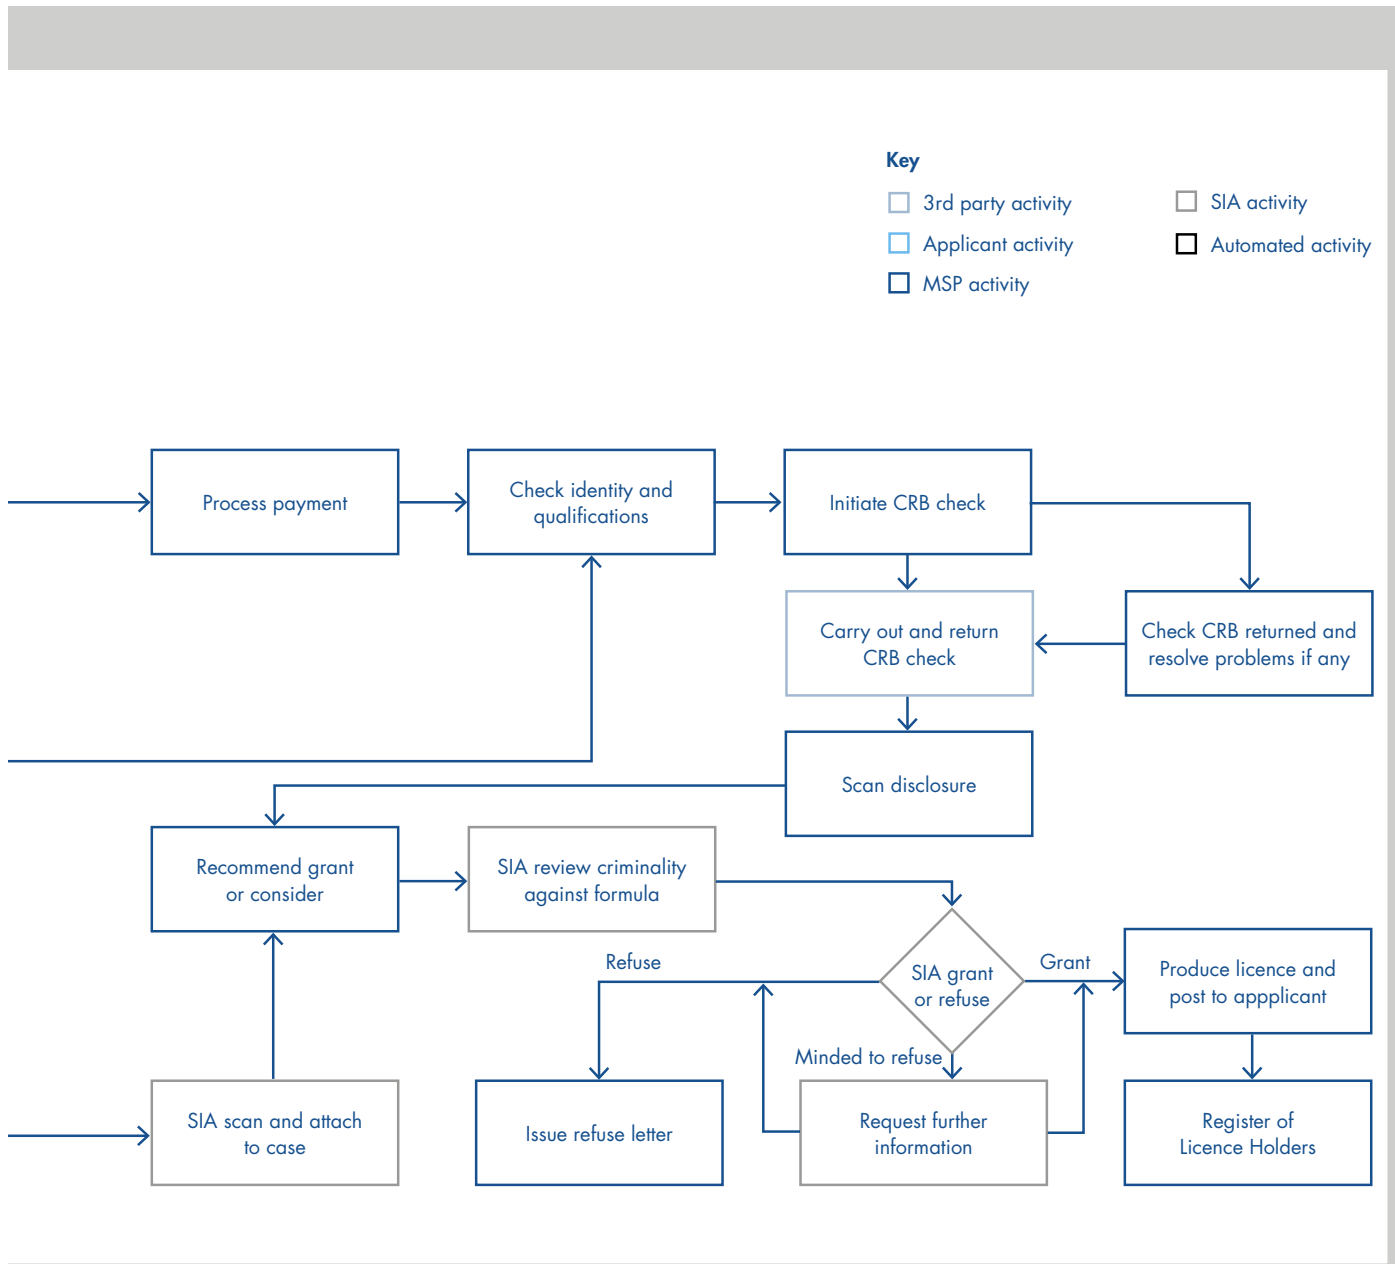 Key
3rd party activity
Applicant activity
MSP activity
SIA activity
Automated activity
Process payment
Check identity and
qualifications
Initiate CRB check
Carry out and return
CRB check
Check CRB returned and
resolve problems if any
Scan disclosure
Recommend grant
or consider
SIA review criminality
against formula
SIA grant
or refuse
Refuse
Grant
Minded to refuse
Produce licence and
post to appplicant
SIA scan and attach
to case
Issue refuse letter
Request further
information
Register of
Licence Holders